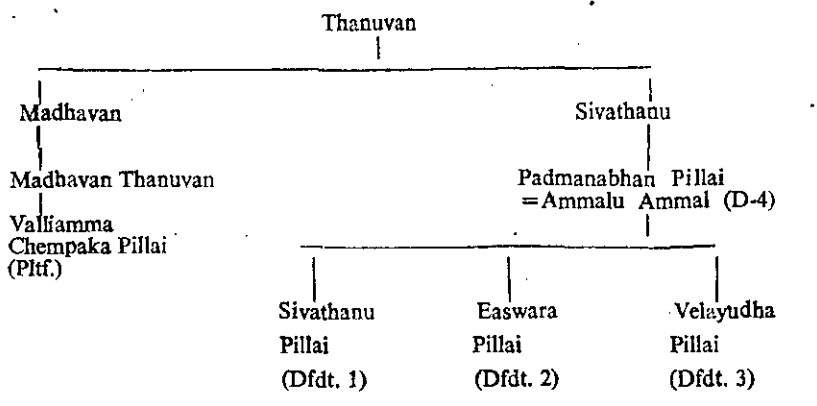 Thanuvan
Madhavan Sivathanu
Madhavan Thanuvan Padmanabhan Pillai
=Ammalu Ammal (D-4)
Valliamma
Chempaka Pillai
(Pltf.)
Sivathanu Easwara Velayudha
Pillai Pillai Pillai
(Dfdt. 1) (Dfdt. 2) (Dfdt. 3)